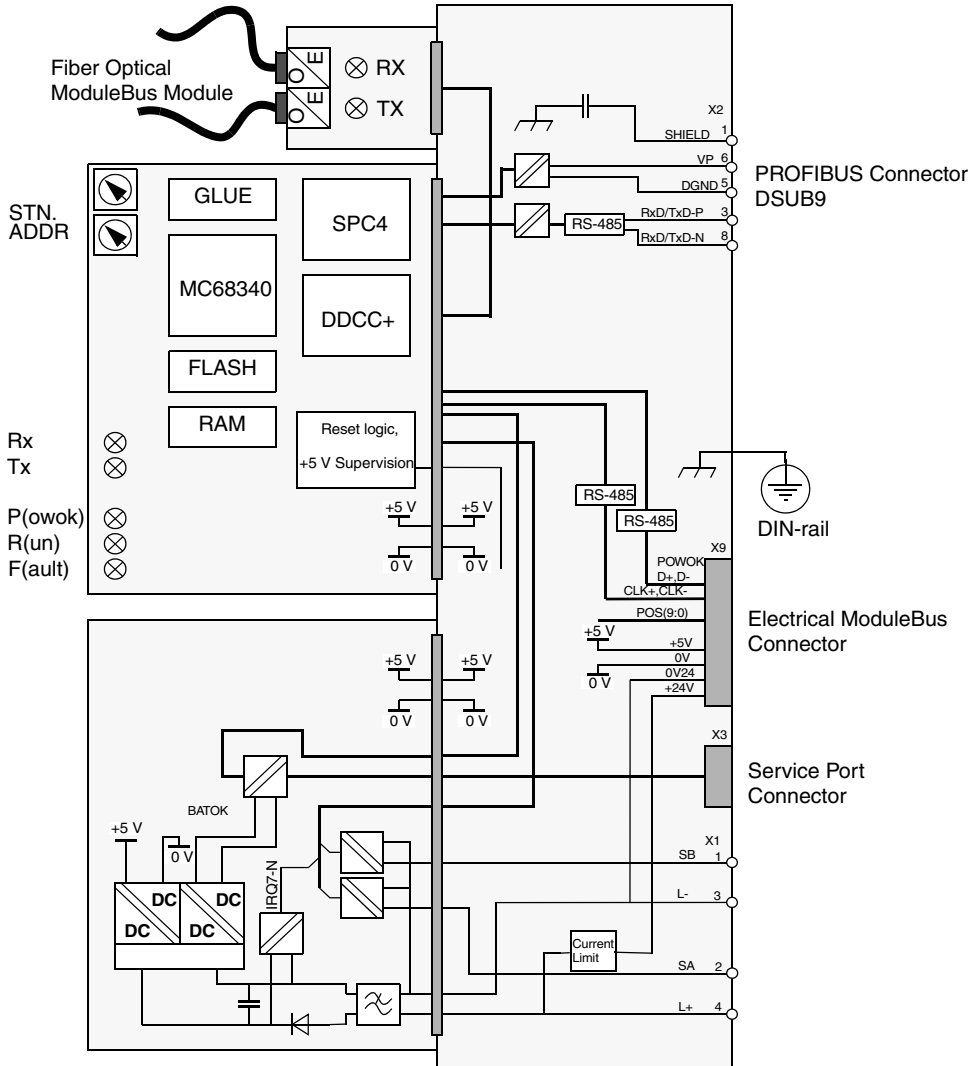 Fiber Optical
ModuleBus Module
O E
O E
RX
TX
X2
SHIELD 1
VP 6
DGND 5
RxD/TxD-P 3
RxD/TxD-N 8
RS-485
PROFIBUS Connector
DSUB9
STN.
ADDR
GLUE
SPC4
MC68340
DDCC+
FLASH
RAM
Reset logic,
+5 V Supervision
Rx
Tx
P(owok)
R(un)
F(ault)
+5 V +5 V
0 V 0 V
RS-485
RS-485
DIN-rail
X9
POWOK
D+,D-
CLK+,CLK-
POS(9:0)
+5 V
+5V
0V
0V24
0 V
+24V
Electrical ModuleBus
Connector
+5 V +5 V
0 V 0 V
X3
Service Port
Connector
BATOK
+5 V
0 V
DC DC
DC DC
IRQ7-N
X1
SB 1
L- 3
Current
Limit
SA 2
L+ 4